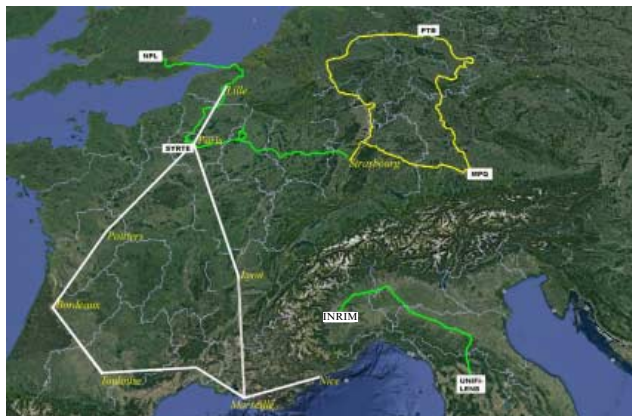 PTB
NPL
Lille
Paris
SYRTE
Strasbourg
MPQ
Poitiers
Lyon
Bordeaux
INRIM
Toulouse
Nice
UNIFI-
LENS
Marseille